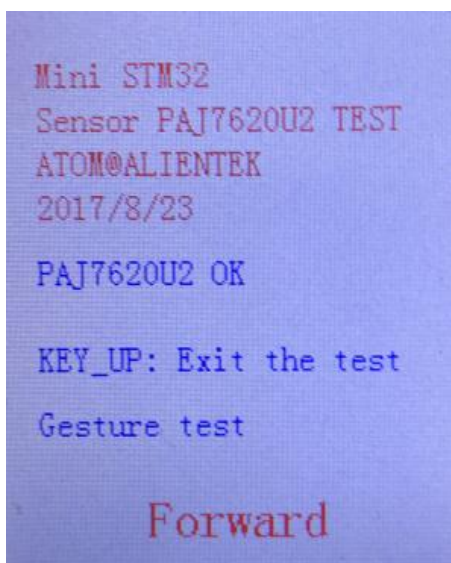 Mini STM32
Sensor PAJ7620U2 TEST
ATOM@ALIENTEK
2017/8/23
PAJ7620U2 OK
KEY_UP: Exit the test
Gesture test
Forward